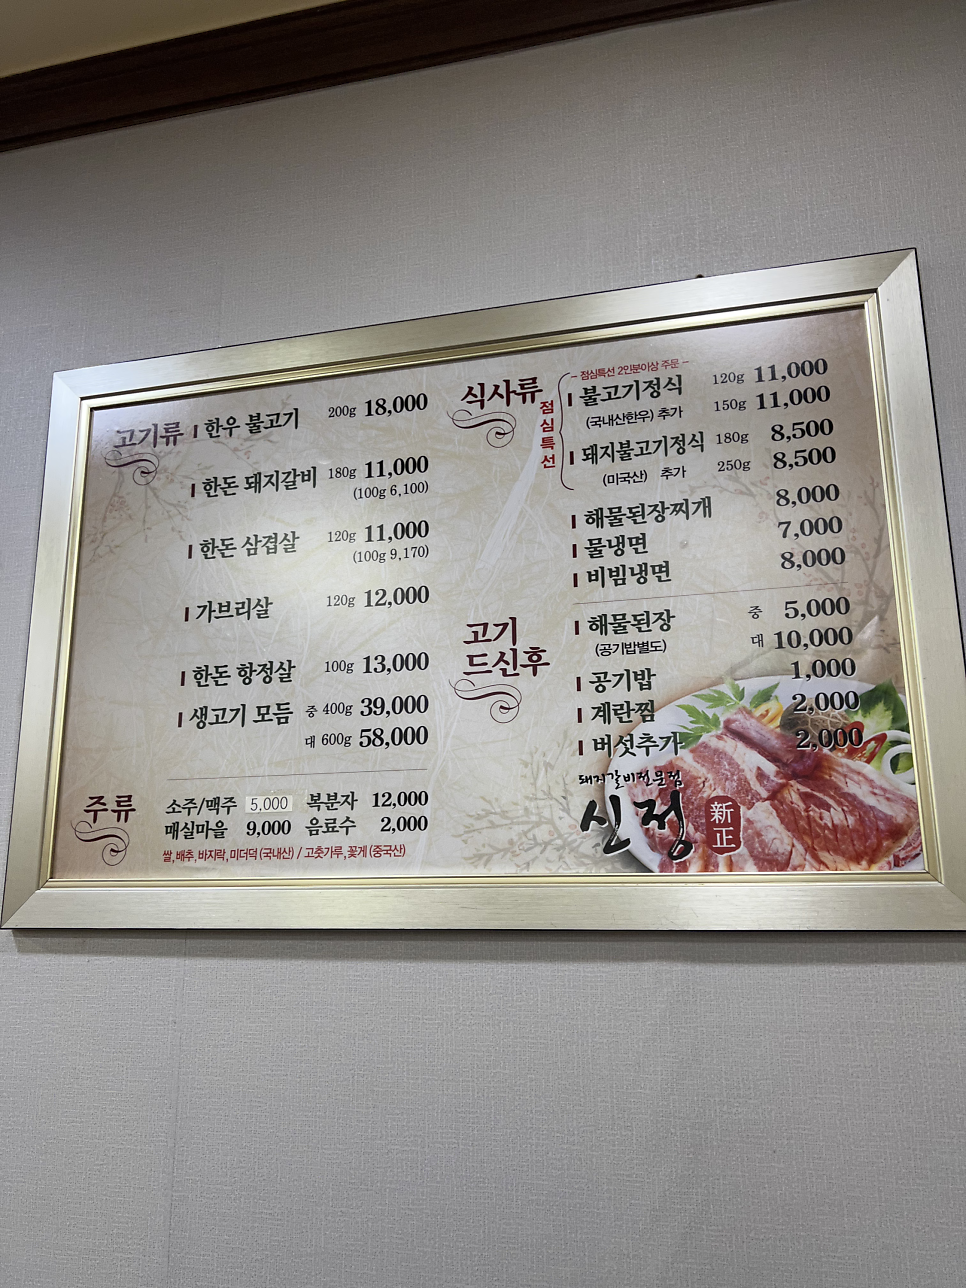 고기류
한우 불고기 200g 18,000
한돈 돼지갈비 180g 11,000
(100g 6,100)
한돈 삼겹살 120g 11,000
(100g 9,170)
가브리살 120g 12,000
한돈 항정살 100g 13,000
생고기 모듬 중 400g 39,000
대 600g 58,000
주류
소주/맥주 5,000 복분자 12,000
매실마을 9,000 음료수 2,000
쌀, 배추, 바지락, 미더덕 (국내산) / 고춧가루, 꽃게 (중국산)
식사류
점심특선
- 점심특선 2인분이상 주문 -
불고기정식 120g 11,000
(국내산한우) 추가 150g 11,000
돼지불고기정식 180g 8,500
(미국산) 추가 250g 8,500
해물된장찌개 8,000
물냉면 7,000
비빔냉면 8,000
고기
드신후
해물된장 중 5,000
(공기밥별도) 대 10,000
공기밥 1,000
계란찜 2,000
버섯추가 2,000
돼지갈비전문점
신정 新正